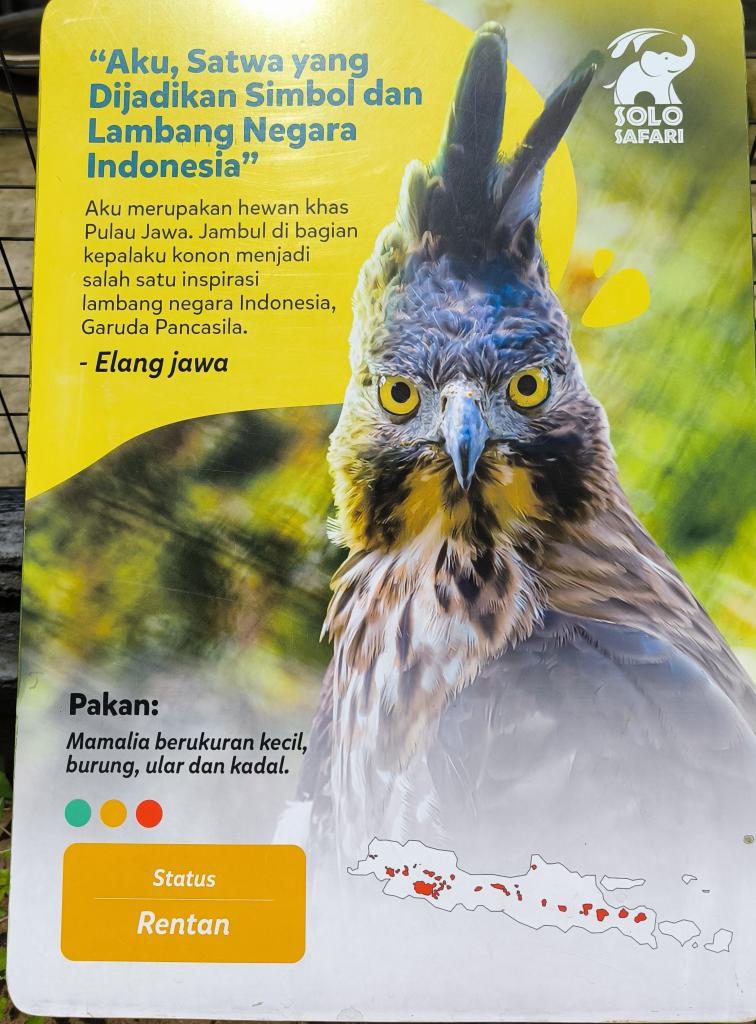 “Aku, Satwa yang
Dijadikan Simbol dan
Lambang Negara
Indonesia”
SOLO
SAFARI
Aku merupakan hewan khas
Pulau Jawa. Jambul di bagian
kepalaku konon menjadi
salah satu inspirasi
lambang negara Indonesia,
Garuda Pancasila.
- Elang jawa
Pakan:
Mamalia berukuran kecil,
burung, ular dan kadal.
Status
Rentan